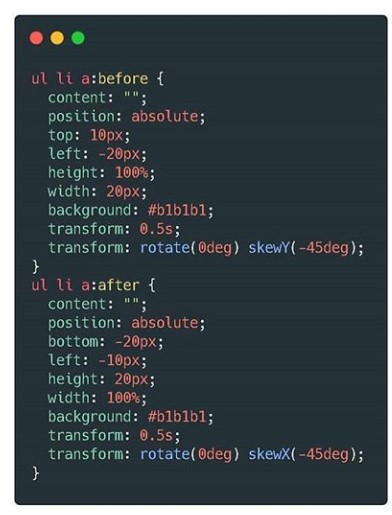 ul li a:before {
content: "";
position: absolute;
top: 10px;
left: -20px;
height: 100%;
width: 20px;
background: #b1b1b1;
transform: 0.5s;
transform: rotate(0deg) skewY(-45deg);
}
ul li a:after {
content: "";
position: absolute;
bottom: -20px;
left: -10px;
height: 20px;
width: 100%;
background: #b1b1b1;
transform: 0.5s;
transform: rotate(0deg) skewX(-45deg);
}